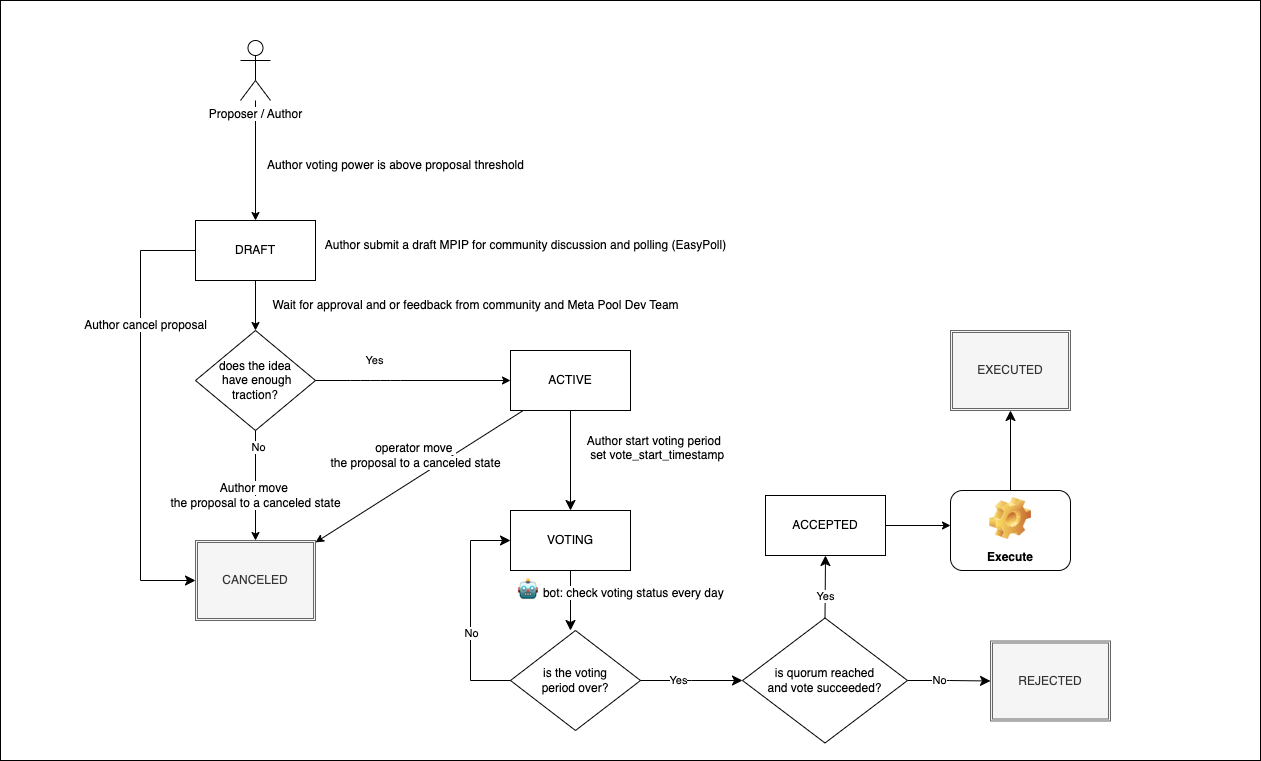 Proposer / Author
Author voting power is above proposal threshold
DRAFT
Author submit a draft MPIP for community discussion and polling (EasyPoll)
Wait for approval and or feedback from community and Meta Pool Dev Team
Author cancel proposal
does the idea
have enough
traction?
Yes
ACTIVE
EXECUTED
No
operator move
the proposal to a canceled state
Author start voting period
set vote_start_timestamp
Author move
the proposal to a canceled state
CANCELED
VOTING
ACCEPTED
Execute
bot: check voting status every day
No
Yes
is the voting
period over?
Yes
is quorum reached
and vote succeeded?
No
REJECTED